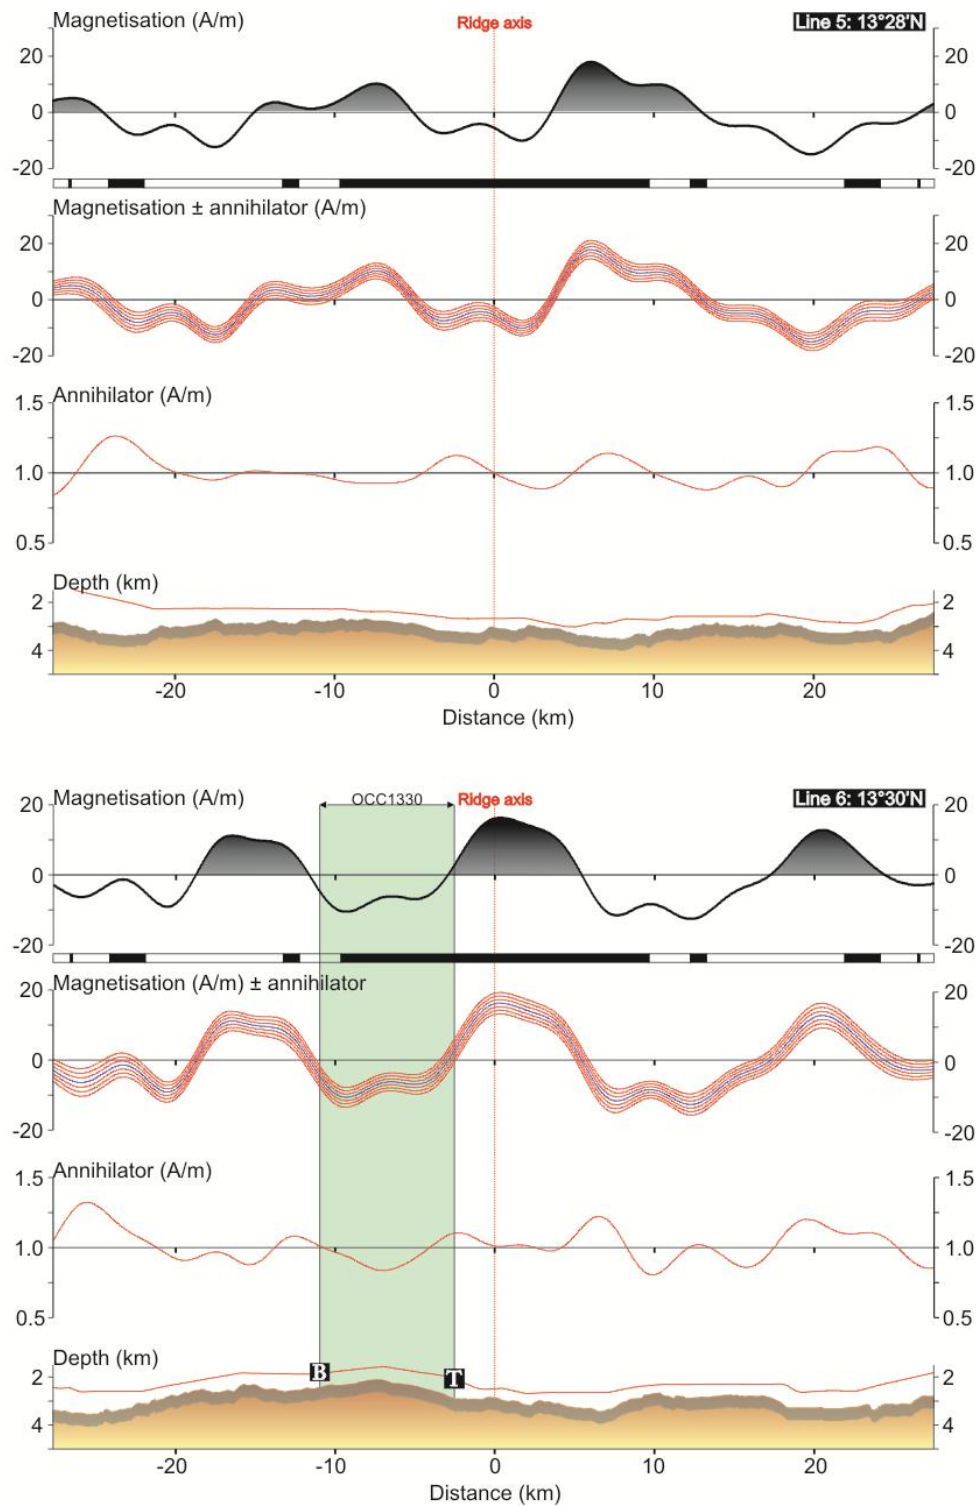 Magnetisation (A/m) Ridge axis Line 5: 13°28'N
20 20
0 0
-20 -20
Magnetisation ± annihilator (A/m)
20 20
0 0
-20 -20
Annihilator (A/m)
1.5 1.5
1.0 1.0
0.5 0.5
Depth (km)
2 2
4 4
-20 -10 0 10 20
Distance (km)
Magnetisation (A/m) OCC1330 Ridge axis Line 6: 13°30'N
20 20
0 0
-20 -20
Magnetisation (A/m) ± annihilator
20 20
0 0
-20 -20
Annihilator (A/m)
1.5 1.5
1.0 1.0
0.5 0.5
Depth (km)
B T
2 2
4 4
-20 -10 0 10 20
Distance (km)